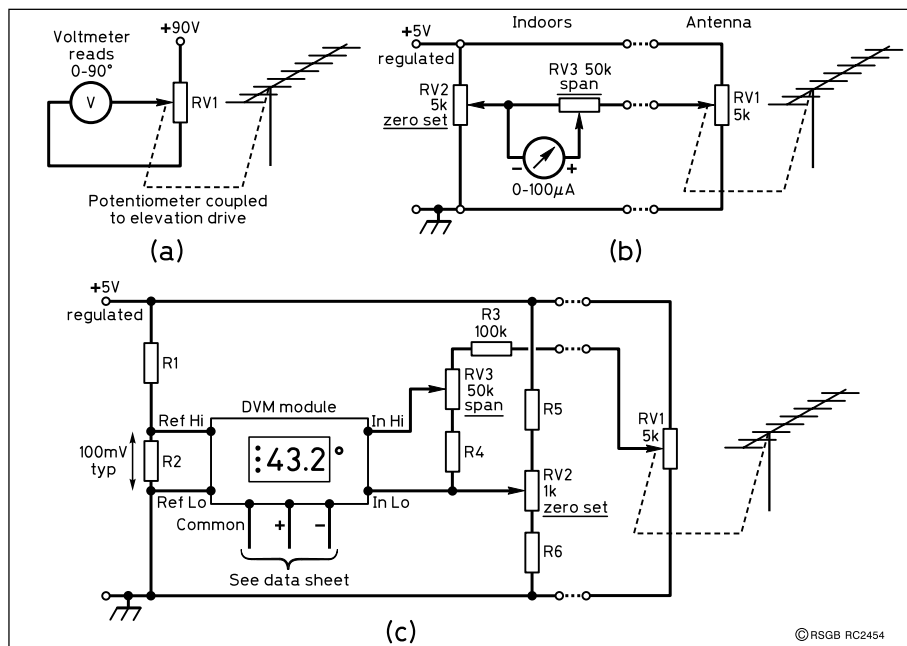 +90V
Voltmeter
reads
0-90°
V
RV1
Potentiometer coupled
to elevation drive
(a)
Indoors
Antenna
+5V
regulated
RV2
5k
zero set
RV3 50k
span
RV1
5k
- +
0-100µA
(b)
+5V
regulated
R1
R3
100k
RV3
50k
span
R5
Ref Hi
DVM module
In Hi
RV1
5k
100mV
typ
R2
43.2°
R4
RV2
1k
zero set
Ref Lo
In Lo
Common + -
R6
See data sheet
(c)
©RSGB RC2454